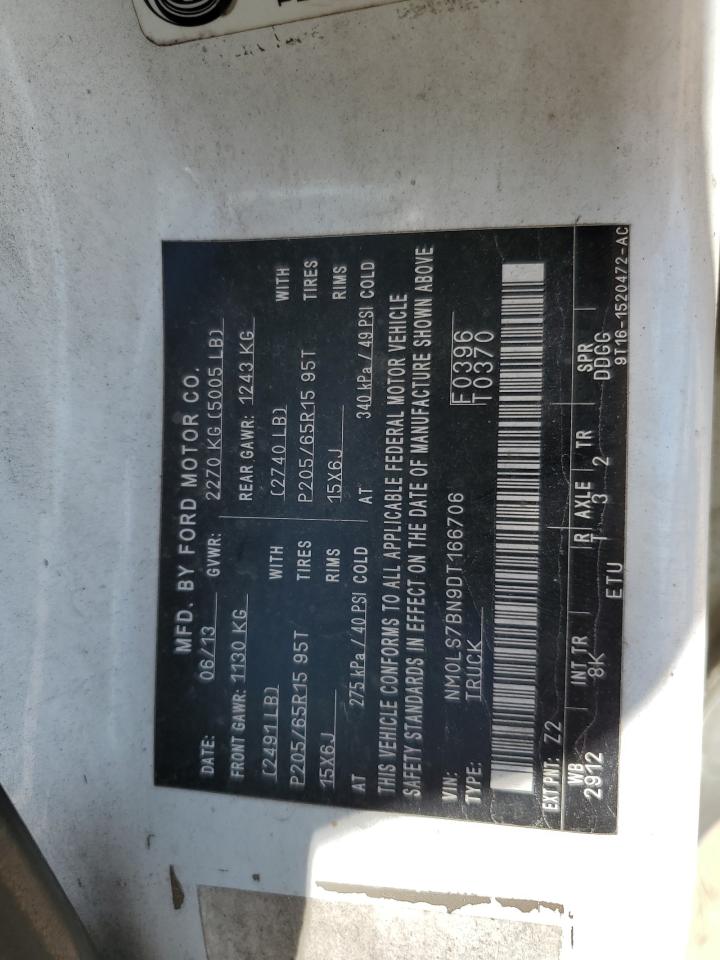 MFD. BY FORD MOTOR CO.
DATE: 06/13 GVWR: 2270 KG (5005 LB)
FRONT GAWR: 1130 KG REAR GAWR: 1243 KG
(2491LB) WITH (2740 LB) WITH
P205/65R15 95T TIRES P205/65R15 95T TIRES
15X6J RIMS 15X6J RIMS
AT 275 kPa / 40 PSI COLD AT 340 kPa / 49 PSI COLD
THIS VEHICLE CONFORMS TO ALL APPLICABLE FEDERAL MOTOR VEHICLE
SAFETY STANDARDS IN EFFECT ON THE DATE OF MANUFACTURE SHOWN ABOVE
VIN: NM0LS7BN9DT166706 F0396
TYPE: TRUCK T0370
EXT PNT: Z2
WB INT TR R AXLE TR SPR
2912 8K T 3 2 DDGG
ETU 9T16-1520472-AC